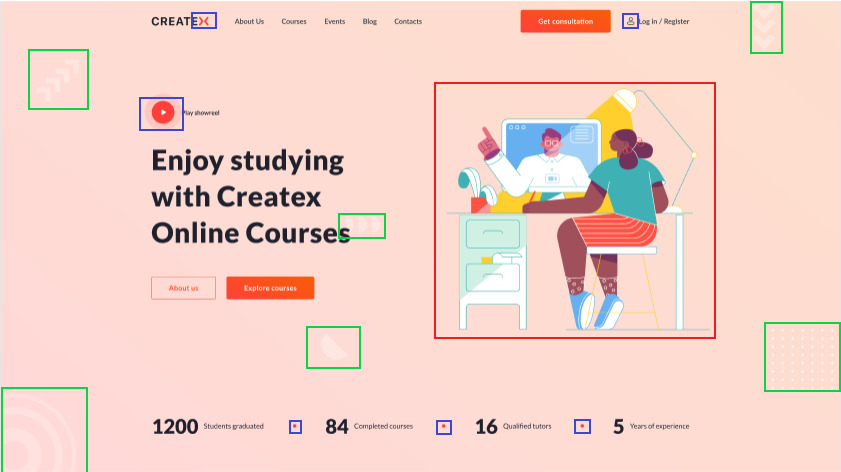 CREATEX About Us Courses Events Blog Contacts Get consultation Log in / Register
Play showreel
Enjoy studying
with Createx
Online Courses
About us Explore courses
1200 Students graduated 84 Completed courses 16 Qualified tutors 5 Years of experience